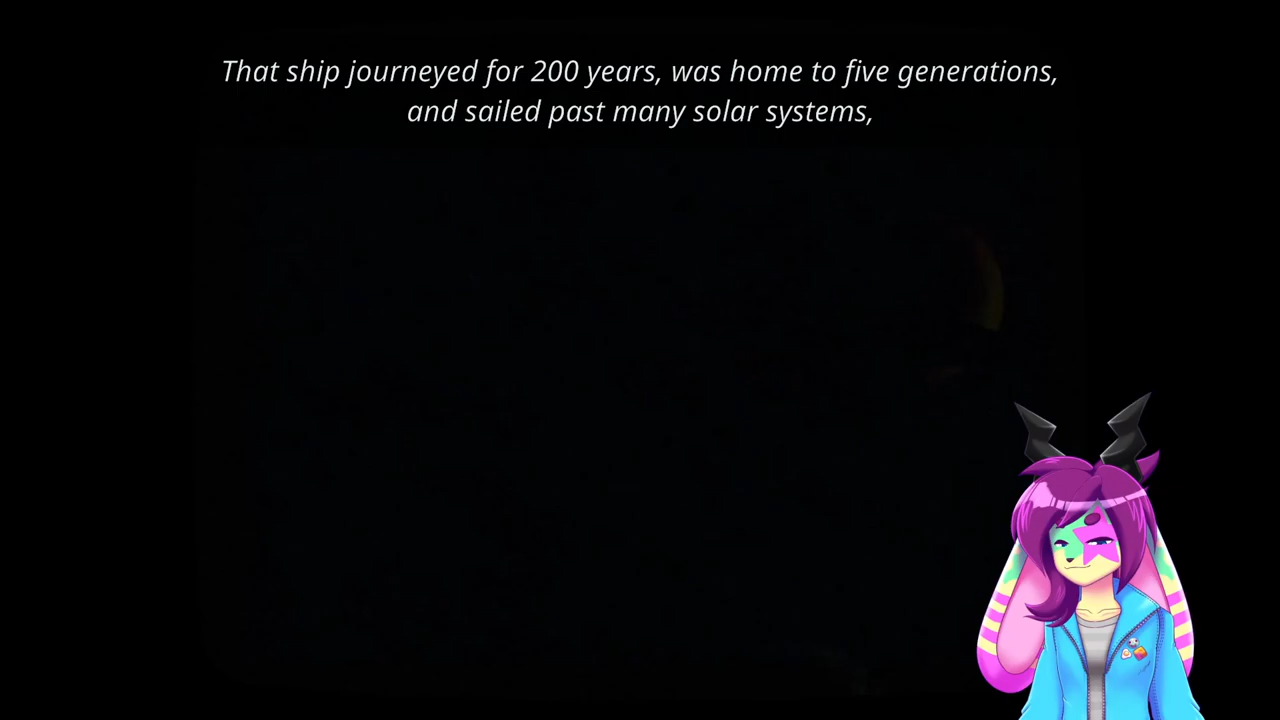 That ship journeyed for 200 years, was home to five generations,
and sailed past many solar systems,